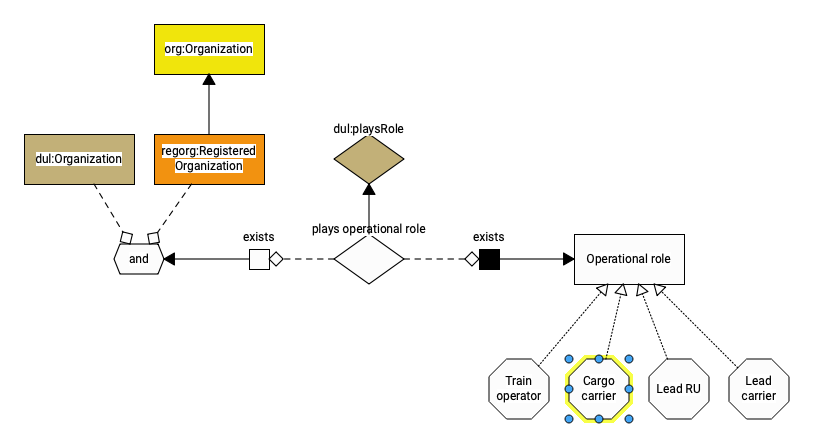 org:Organization
dul:playsRole
dul:Organization
regorg:Registered
Organization
plays operational role
exists
exists
and
Operational role
Train
operator
Cargo
carrier
Lead RU
Lead
carrier